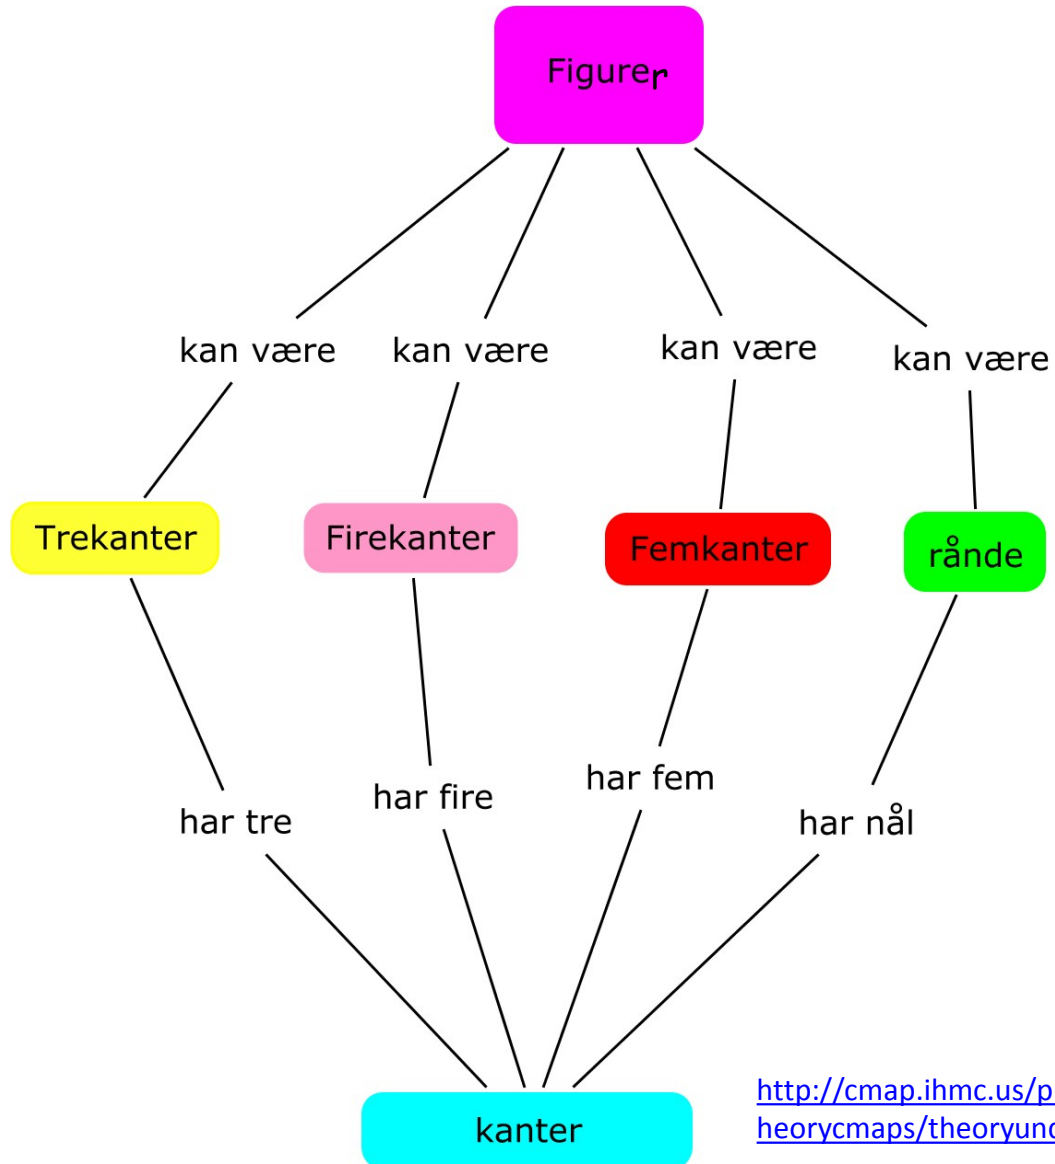 Figurer
kan være
kan være
kan være
kan være
Trekanter
Firekanter
Femkanter
rånde
har tre
har fire
har fem
har nål
kanter
http://cmap.ihmc.us/p
heorycmaps/theoryund